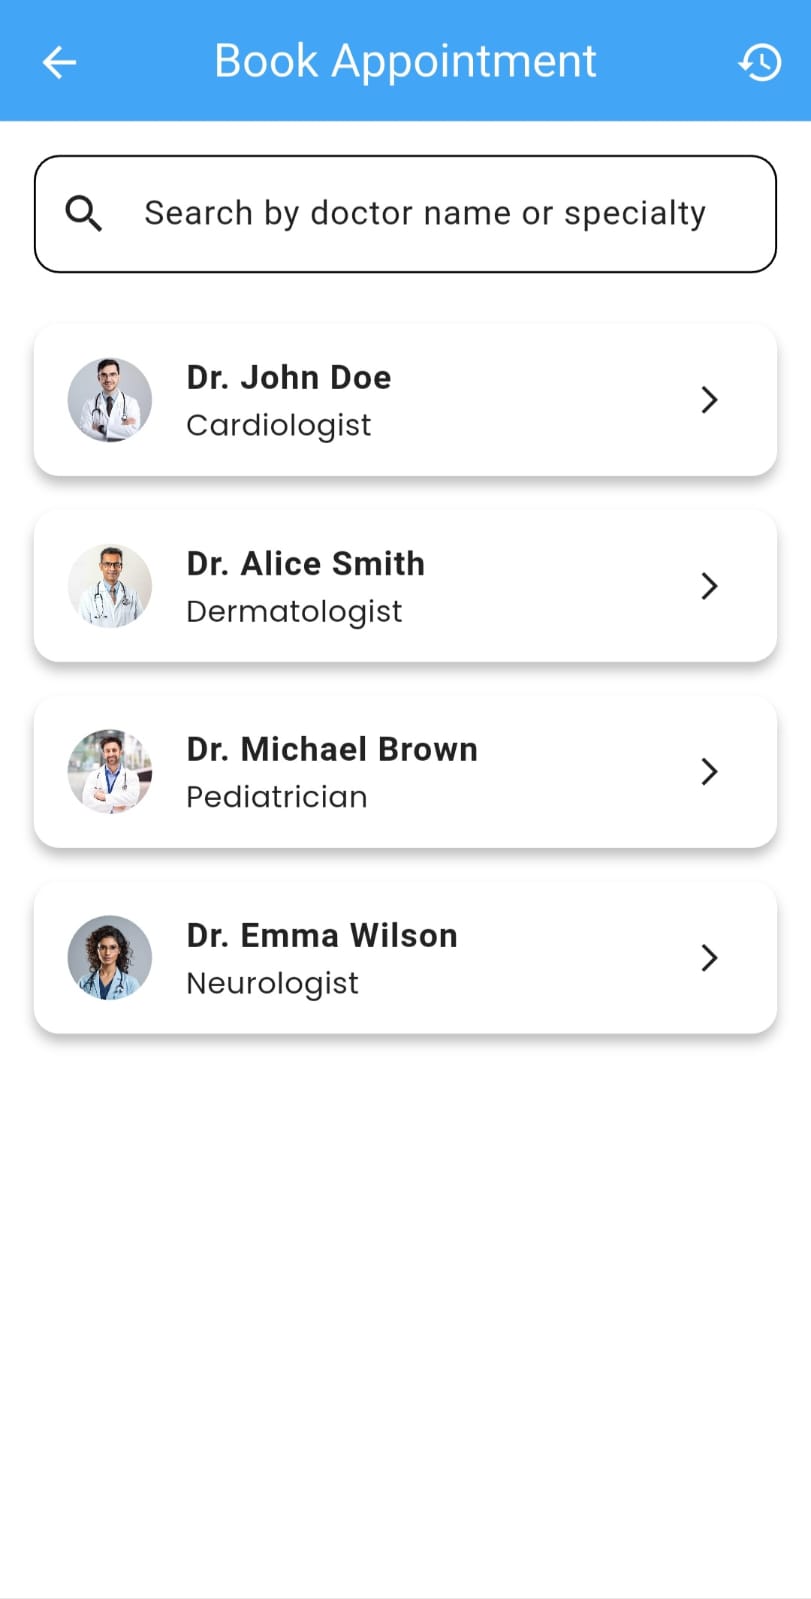 Book Appointment
Search by doctor name or specialty
Dr. John Doe
Cardiologist
Dr. Alice Smith
Dermatologist
Dr. Michael Brown
Pediatrician
Dr. Emma Wilson
Neurologist